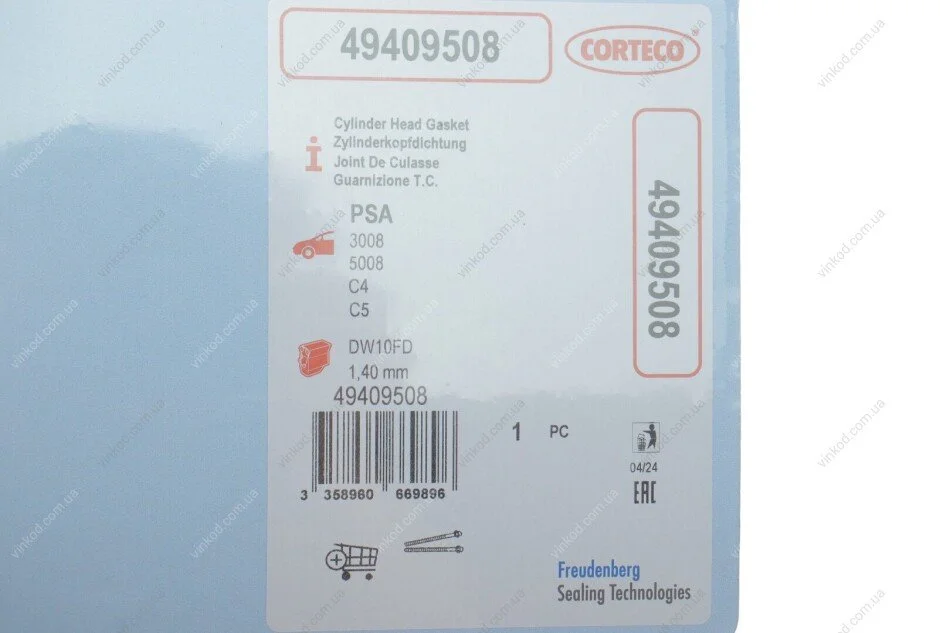 49409508
CORTECO
Cylinder Head Gasket
Zylinderkopfdichtung
Joint De Culasse
Guarnizione T.C.
PSA
3008
5008
C4
C5
49409508
DW10FD
1,40 mm
49409508
1 PC
3 358960 669896
04/24
EAC
Freudenberg
Sealing Technologies
vinkod.com.ua